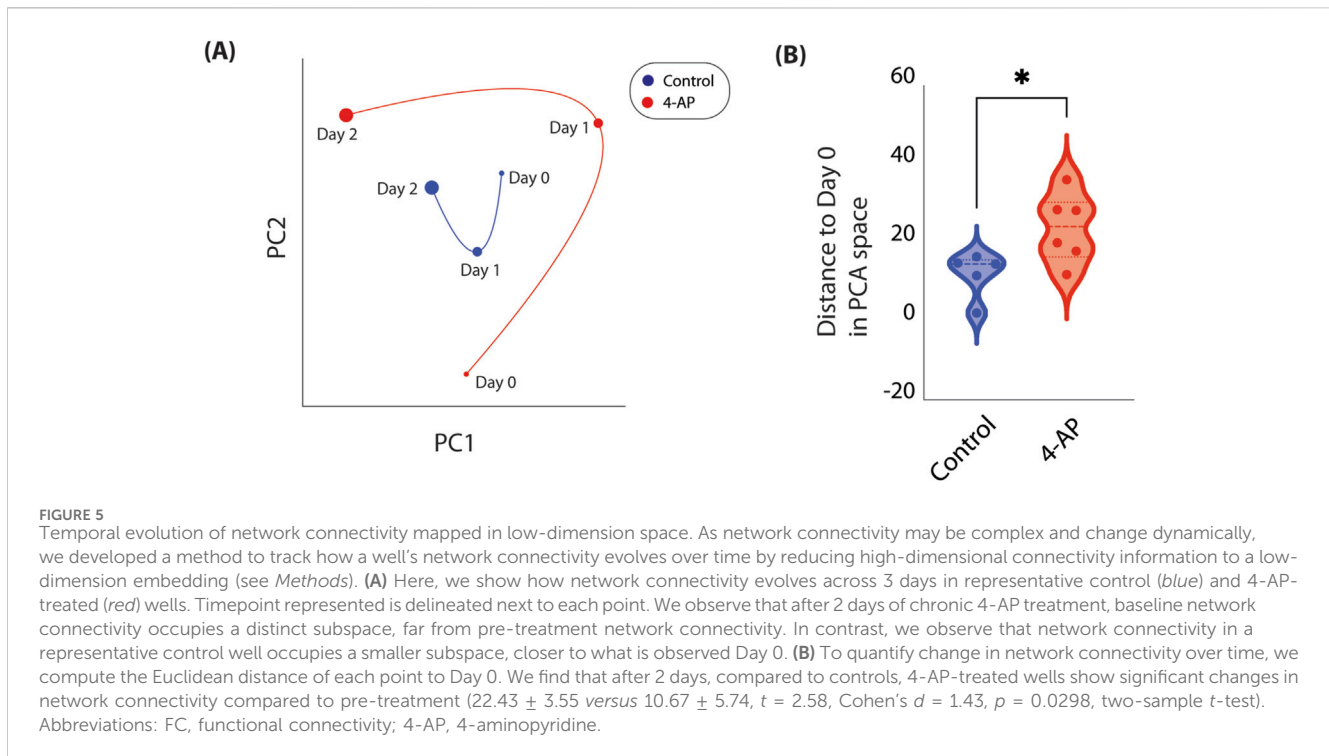 (A)
Control
4-AP
Day 2
Day 1
Day 2
Day 0
Day 1
Day 0
PC2
PC1
(B)
60
40
20
0
-20
*
Distance to Day 0
in PCA space
Control
4-AP
FIGURE 5
Temporal evolution of network connectivity mapped in low-dimension space. As network connectivity may be complex and change dynamically,
we developed a method to track how a well's network connectivity evolves over time by reducing high-dimensional connectivity information to a low-
dimension embedding (see Methods). (A) Here, we show how network connectivity evolves across 3 days in representative control (blue) and 4-AP-
treated (red) wells. Timepoint represented is delineated next to each point. We observe that after 2 days of chronic 4-AP treatment, baseline network
connectivity occupies a distinct subspace, far from pre-treatment network connectivity. In contrast, we observe that network connectivity in a
representative control well occupies a smaller subspace, closer to what is observed Day 0. (B) To quantify change in network connectivity over time, we
compute the Euclidean distance of each point to Day 0. We find that after 2 days, compared to controls, 4-AP-treated wells show significant changes in
network connectivity compared to pre-treatment (22.43 ± 3.55 versus 10.67 ± 5.74, t = 2.58, Cohen's d = 1.43, p = 0.0298, two-sample t-test).
Abbreviations: FC, functional connectivity; 4-AP, 4-aminopyridine.